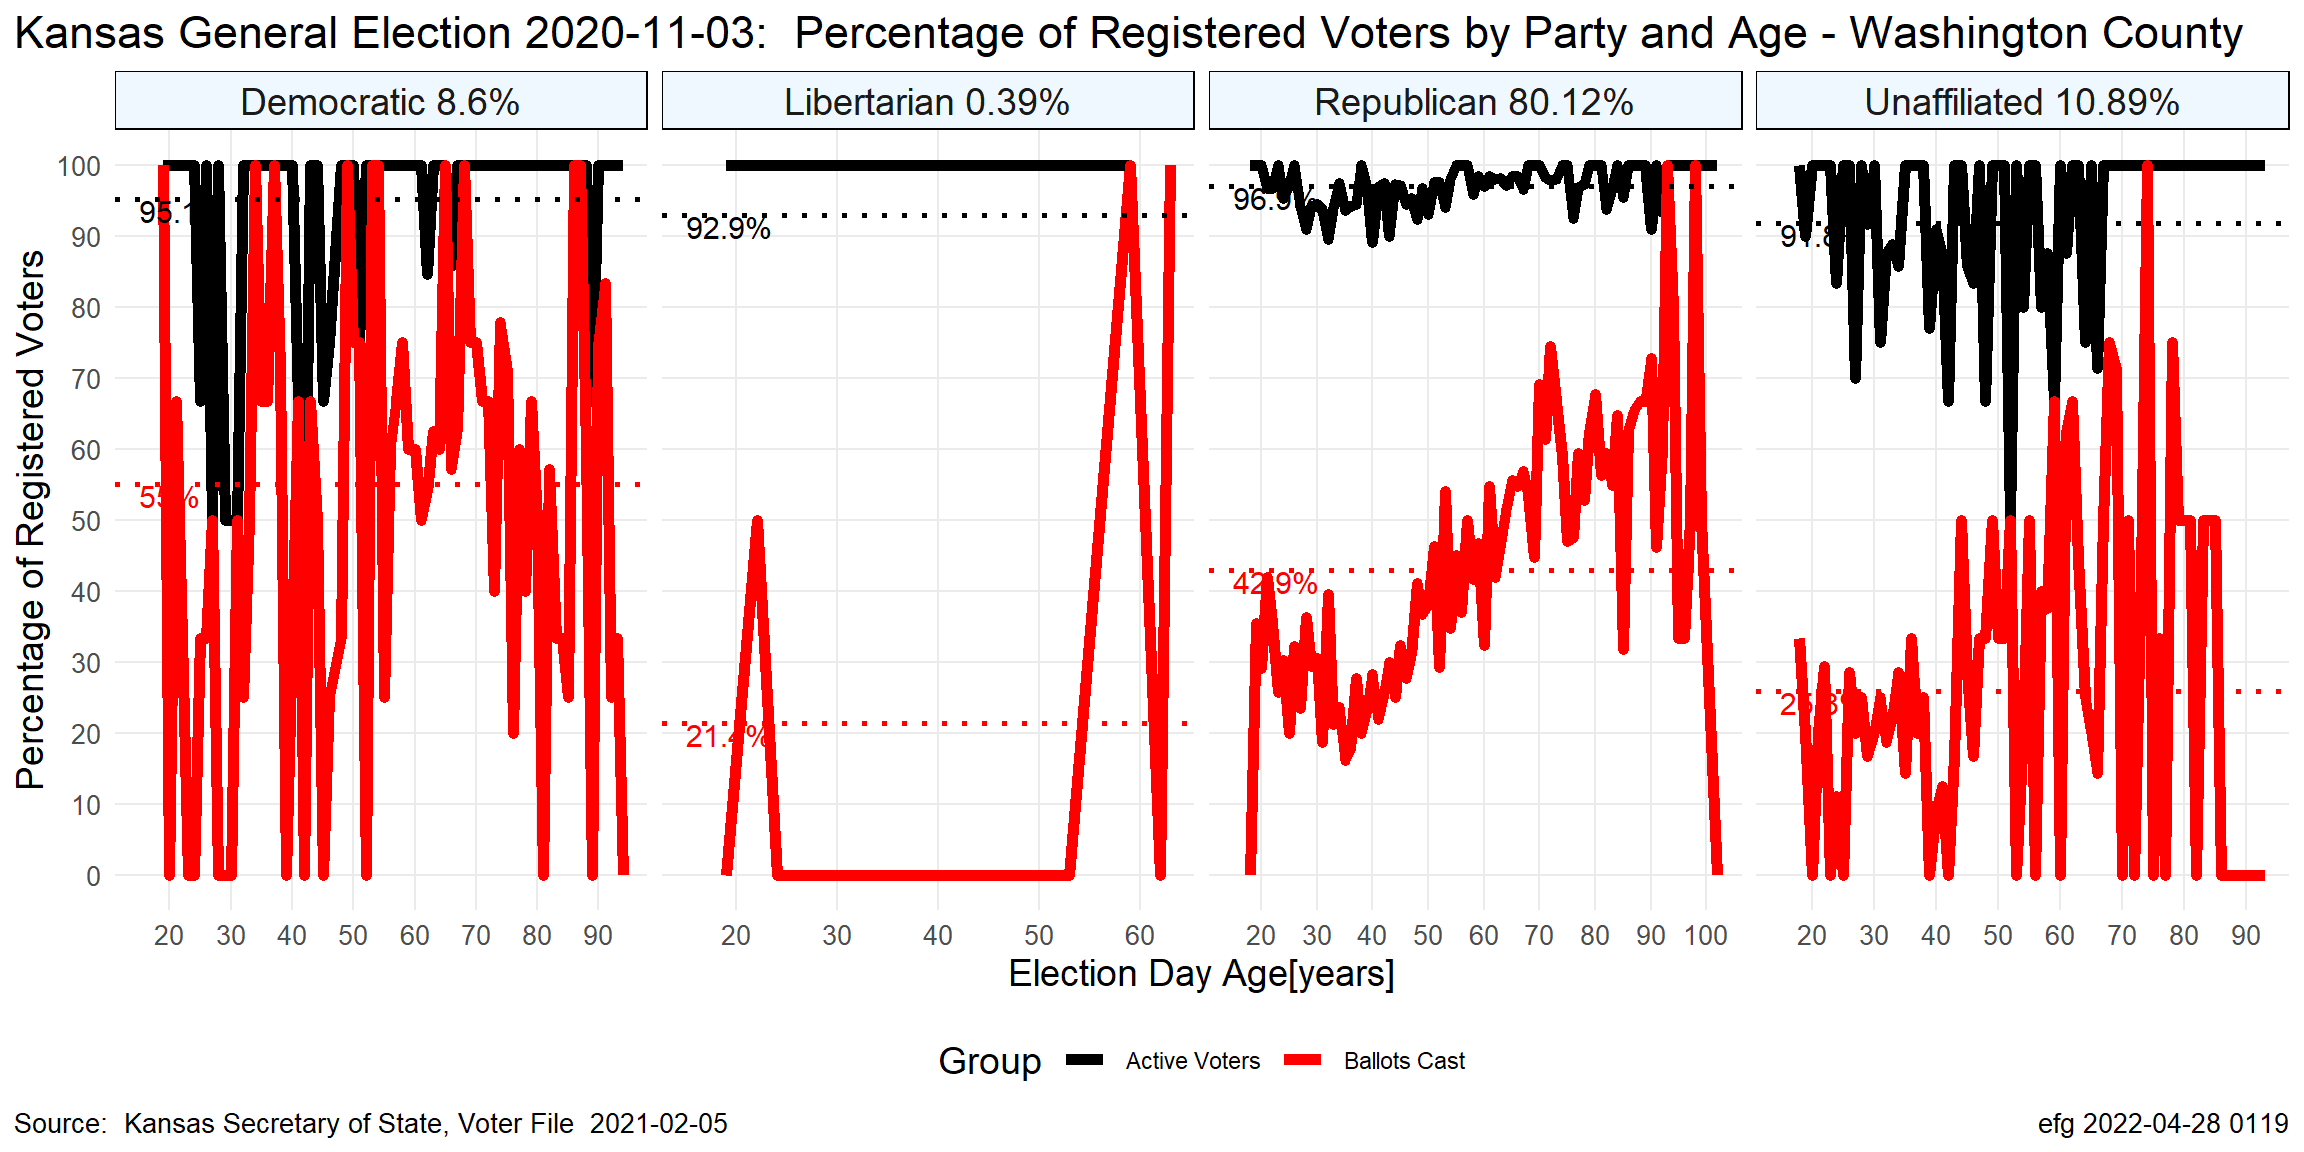 Kansas General Election 2020-11-03:  Percentage of Registered Voters by Party and Age - Washington County
Democratic 8.6%
Libertarian 0.39%
Republican 80.12%
Unaffiliated 10.89%
Percentage of Registered Voters
100
90
80
70
60
50
40
30
20
10
0
55%
92.9%
21.4%
96.9%
42.9%
20 30 40 50 60 70 80 90
20 30 40 50 60
20 30 40 50 60 70 80 90 100
20 30 40 50 60 70 80 90
Election Day Age[years]
Group Active Voters Ballots Cast
Source:  Kansas Secretary of State, Voter File  2021-02-05
efg 2022-04-28 0119